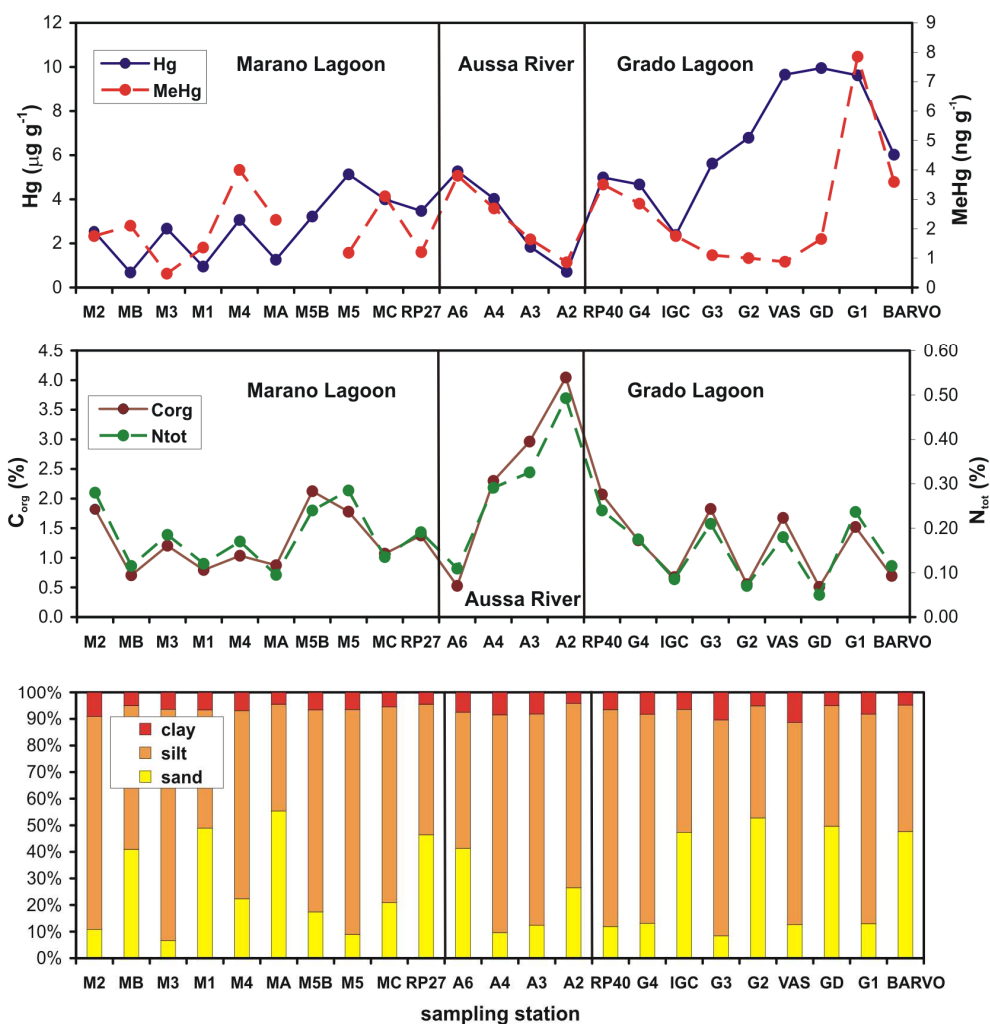 12
10
8
6
4
2
0
Hg (μg g⁻¹)
Hg
MeHg
Marano Lagoon
Aussa River
Grado Lagoon
9
8
7
6
5
4
3
2
1
0
MeHg (ng g⁻¹)
M2 MB M3 M1 M4 MA M5B M5 MC RP27 A6 A4 A3 A2 RP40 G4 IGC G3 G2 VAS GD G1 BARVO
4.5
4.0
3.5
3.0
2.5
2.0
1.5
1.0
0.5
0.0
C_org (%)
Corg
Ntot
Marano Lagoon
Grado Lagoon
Aussa River
0.60
0.50
0.40
0.30
0.20
0.10
0.00
N_tot (%)
M2 MB M3 M1 M4 MA M5B M5 MC RP27 A6 A4 A3 A2 RP40 G4 IGC G3 G2 VAS GD G1 BARVO
100%
90%
80%
70%
60%
50%
40%
30%
20%
10%
0%
clay
silt
sand
M2 MB M3 M1 M4 MA M5B M5 MC RP27 A6 A4 A3 A2 RP40 G4 IGC G3 G2 VAS GD G1 BARVO
sampling station